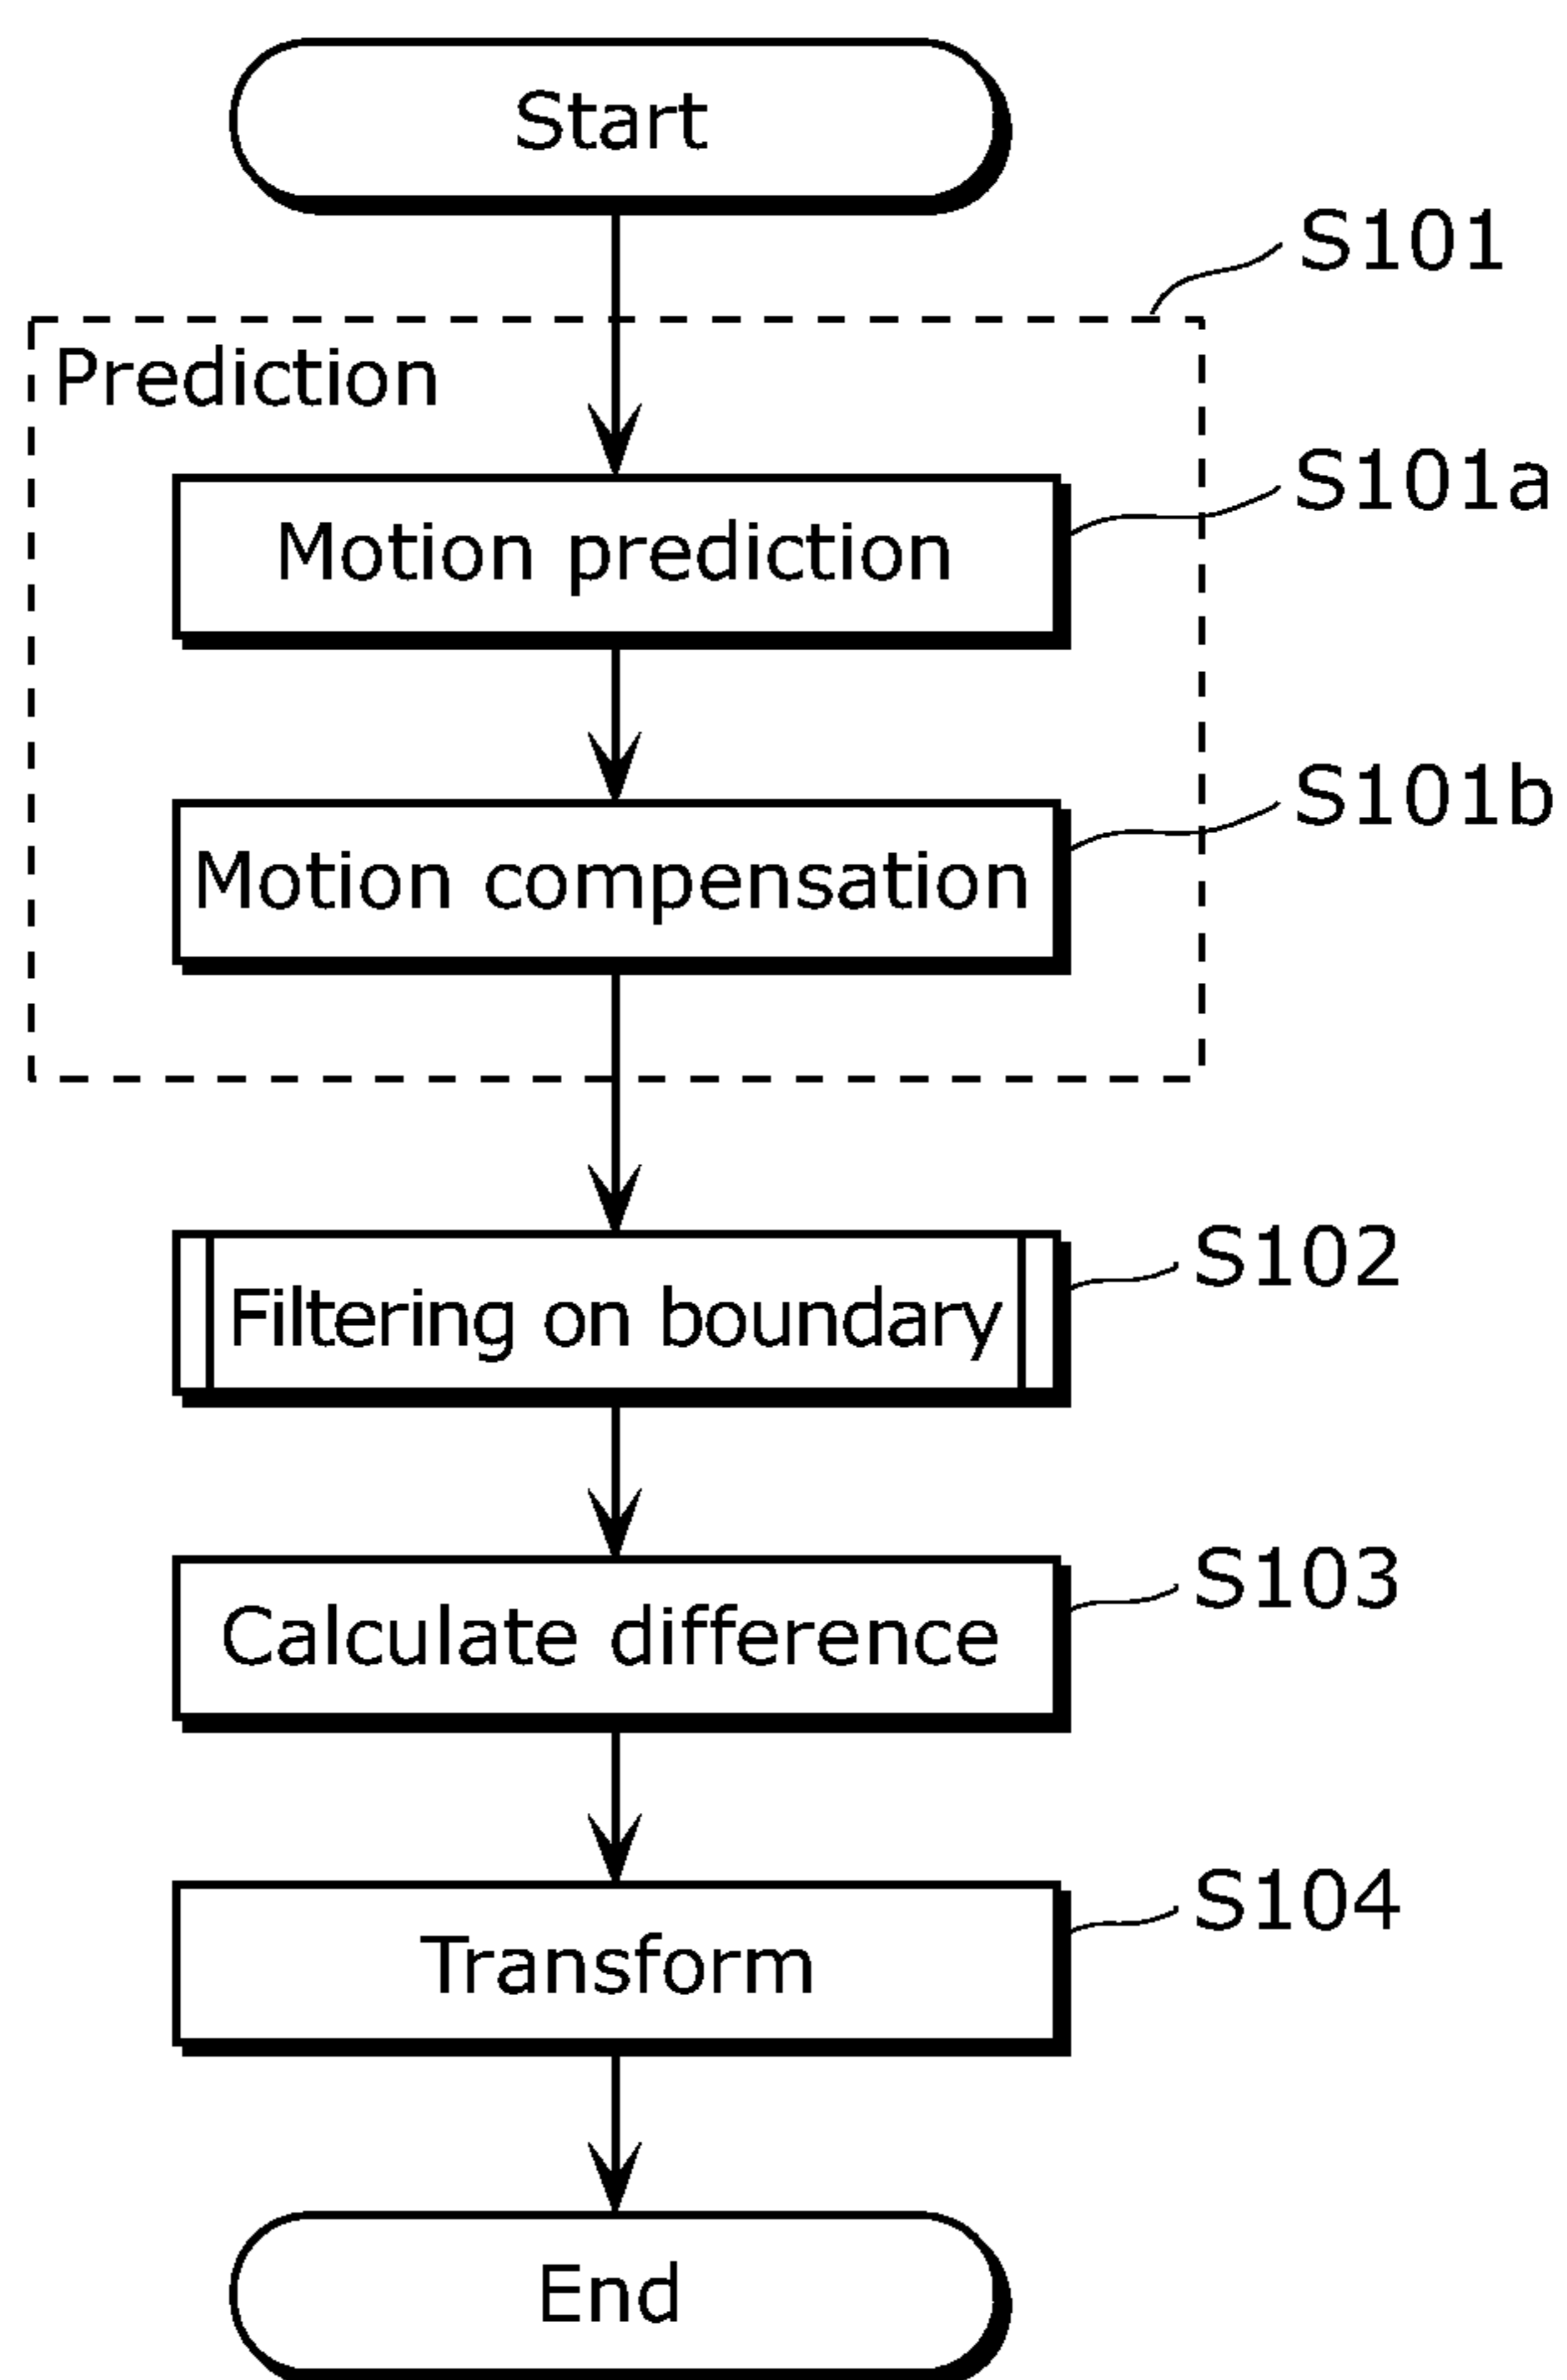 Start
S101
Prediction
S101a
Motion prediction
S101b
Motion compensation
S102
Filtering on boundary
S103
Calculate difference
S104
Transform
End